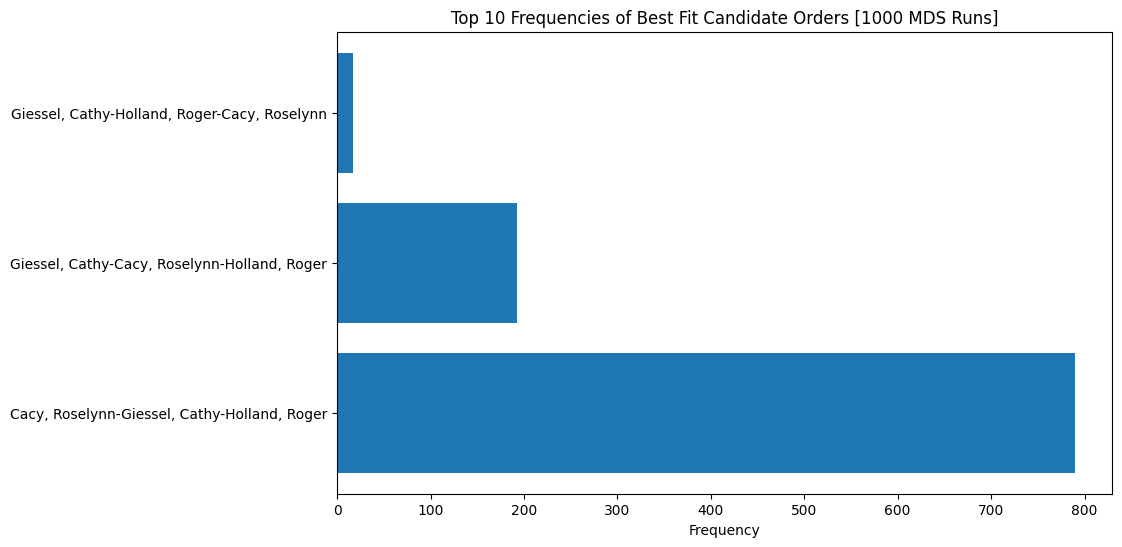 Top 10 Frequencies of Best Fit Candidate Orders [1000 MDS Runs]
Giessel, Cathy-Holland, Roger-Cacy, Roselynn
Giessel, Cathy-Cacy, Roselynn-Holland, Roger
Cacy, Roselynn-Giessel, Cathy-Holland, Roger
0 100 200 300 400 500 600 700 800
Frequency